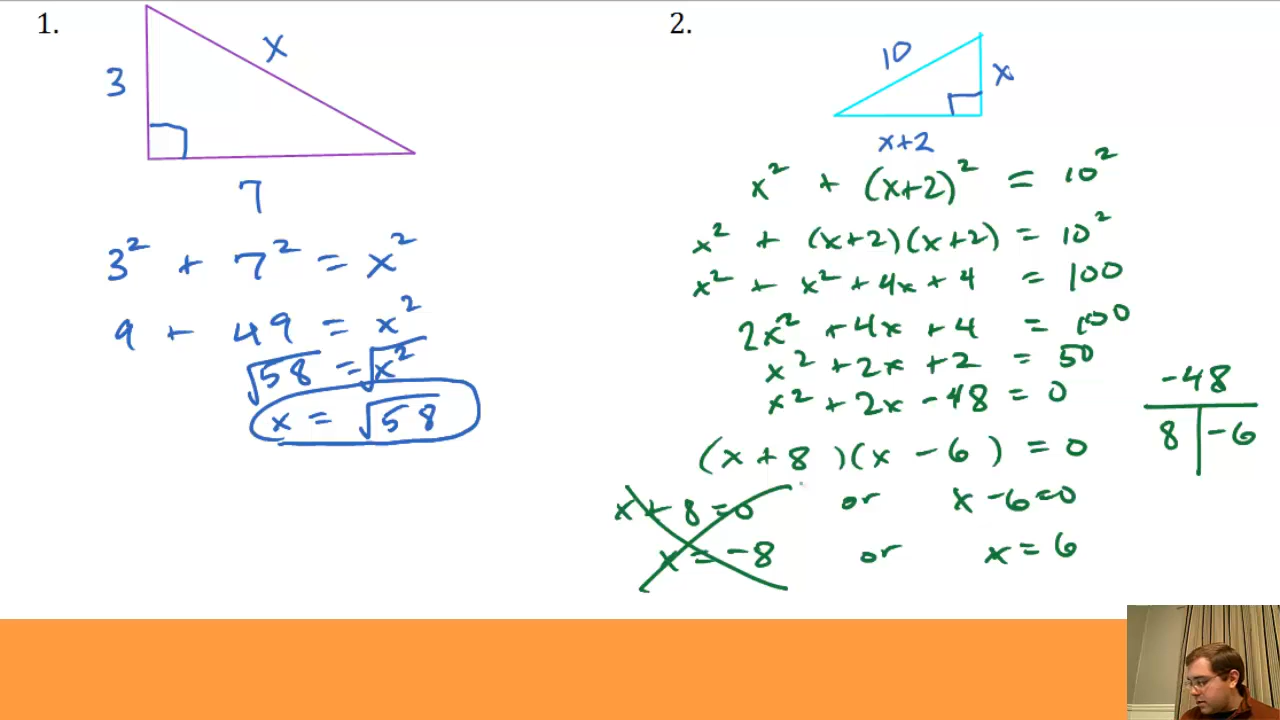 1.
3
x
7
3² + 7² = x²
9 + 49 = x²
√58 = √x²
x = √58
2.
10
x
x+2
x² + (x+2)² = 10²
x² + (x+2)(x+2) = 10²
x² + x² + 4x + 4 = 100
2x² + 4x + 4 = 100
x² + 2x + 2 = 50
x² + 2x - 48 = 0
-48
8 | -6
(x + 8)(x - 6) = 0
x + 8 = 0 or x - 6 = 0
x = -8 or x = 6